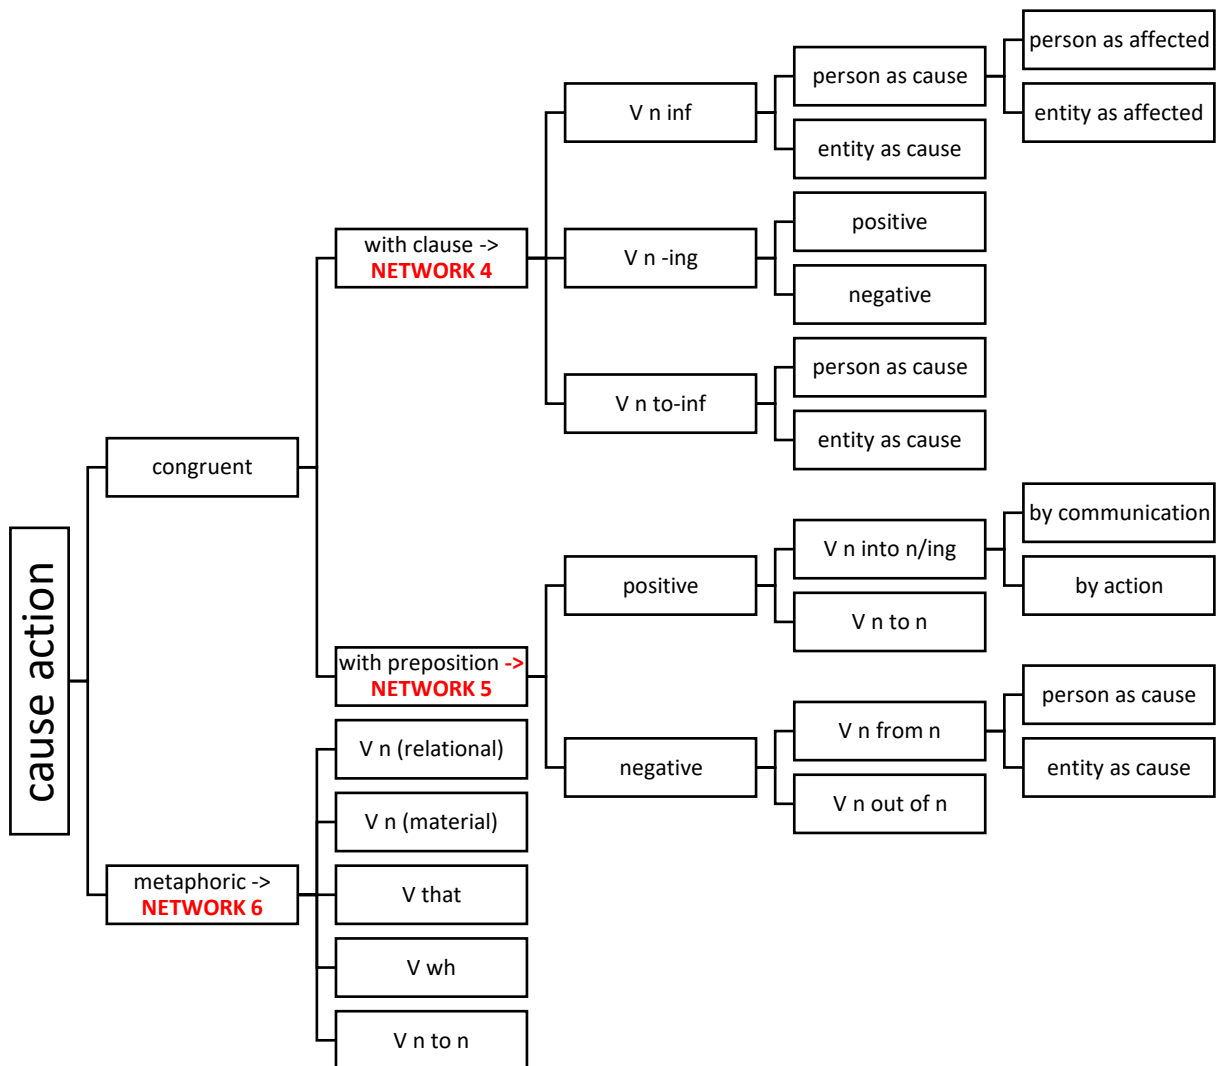 person as affected
person as cause
V n inf
entity as affected
entity as cause
positive
with clause ->
NETWORK 4
V n -ing
negative
person as cause
V n to-inf
entity as cause
congruent
by communication
V n into n/ing
positive
by action
cause action
V n to n
with preposition ->
NETWORK 5
person as cause
V n from n
V n (relational)
negative
entity as cause
V n out of n
V n (material)
metaphoric ->
NETWORK 6
V that
V wh
V n to n